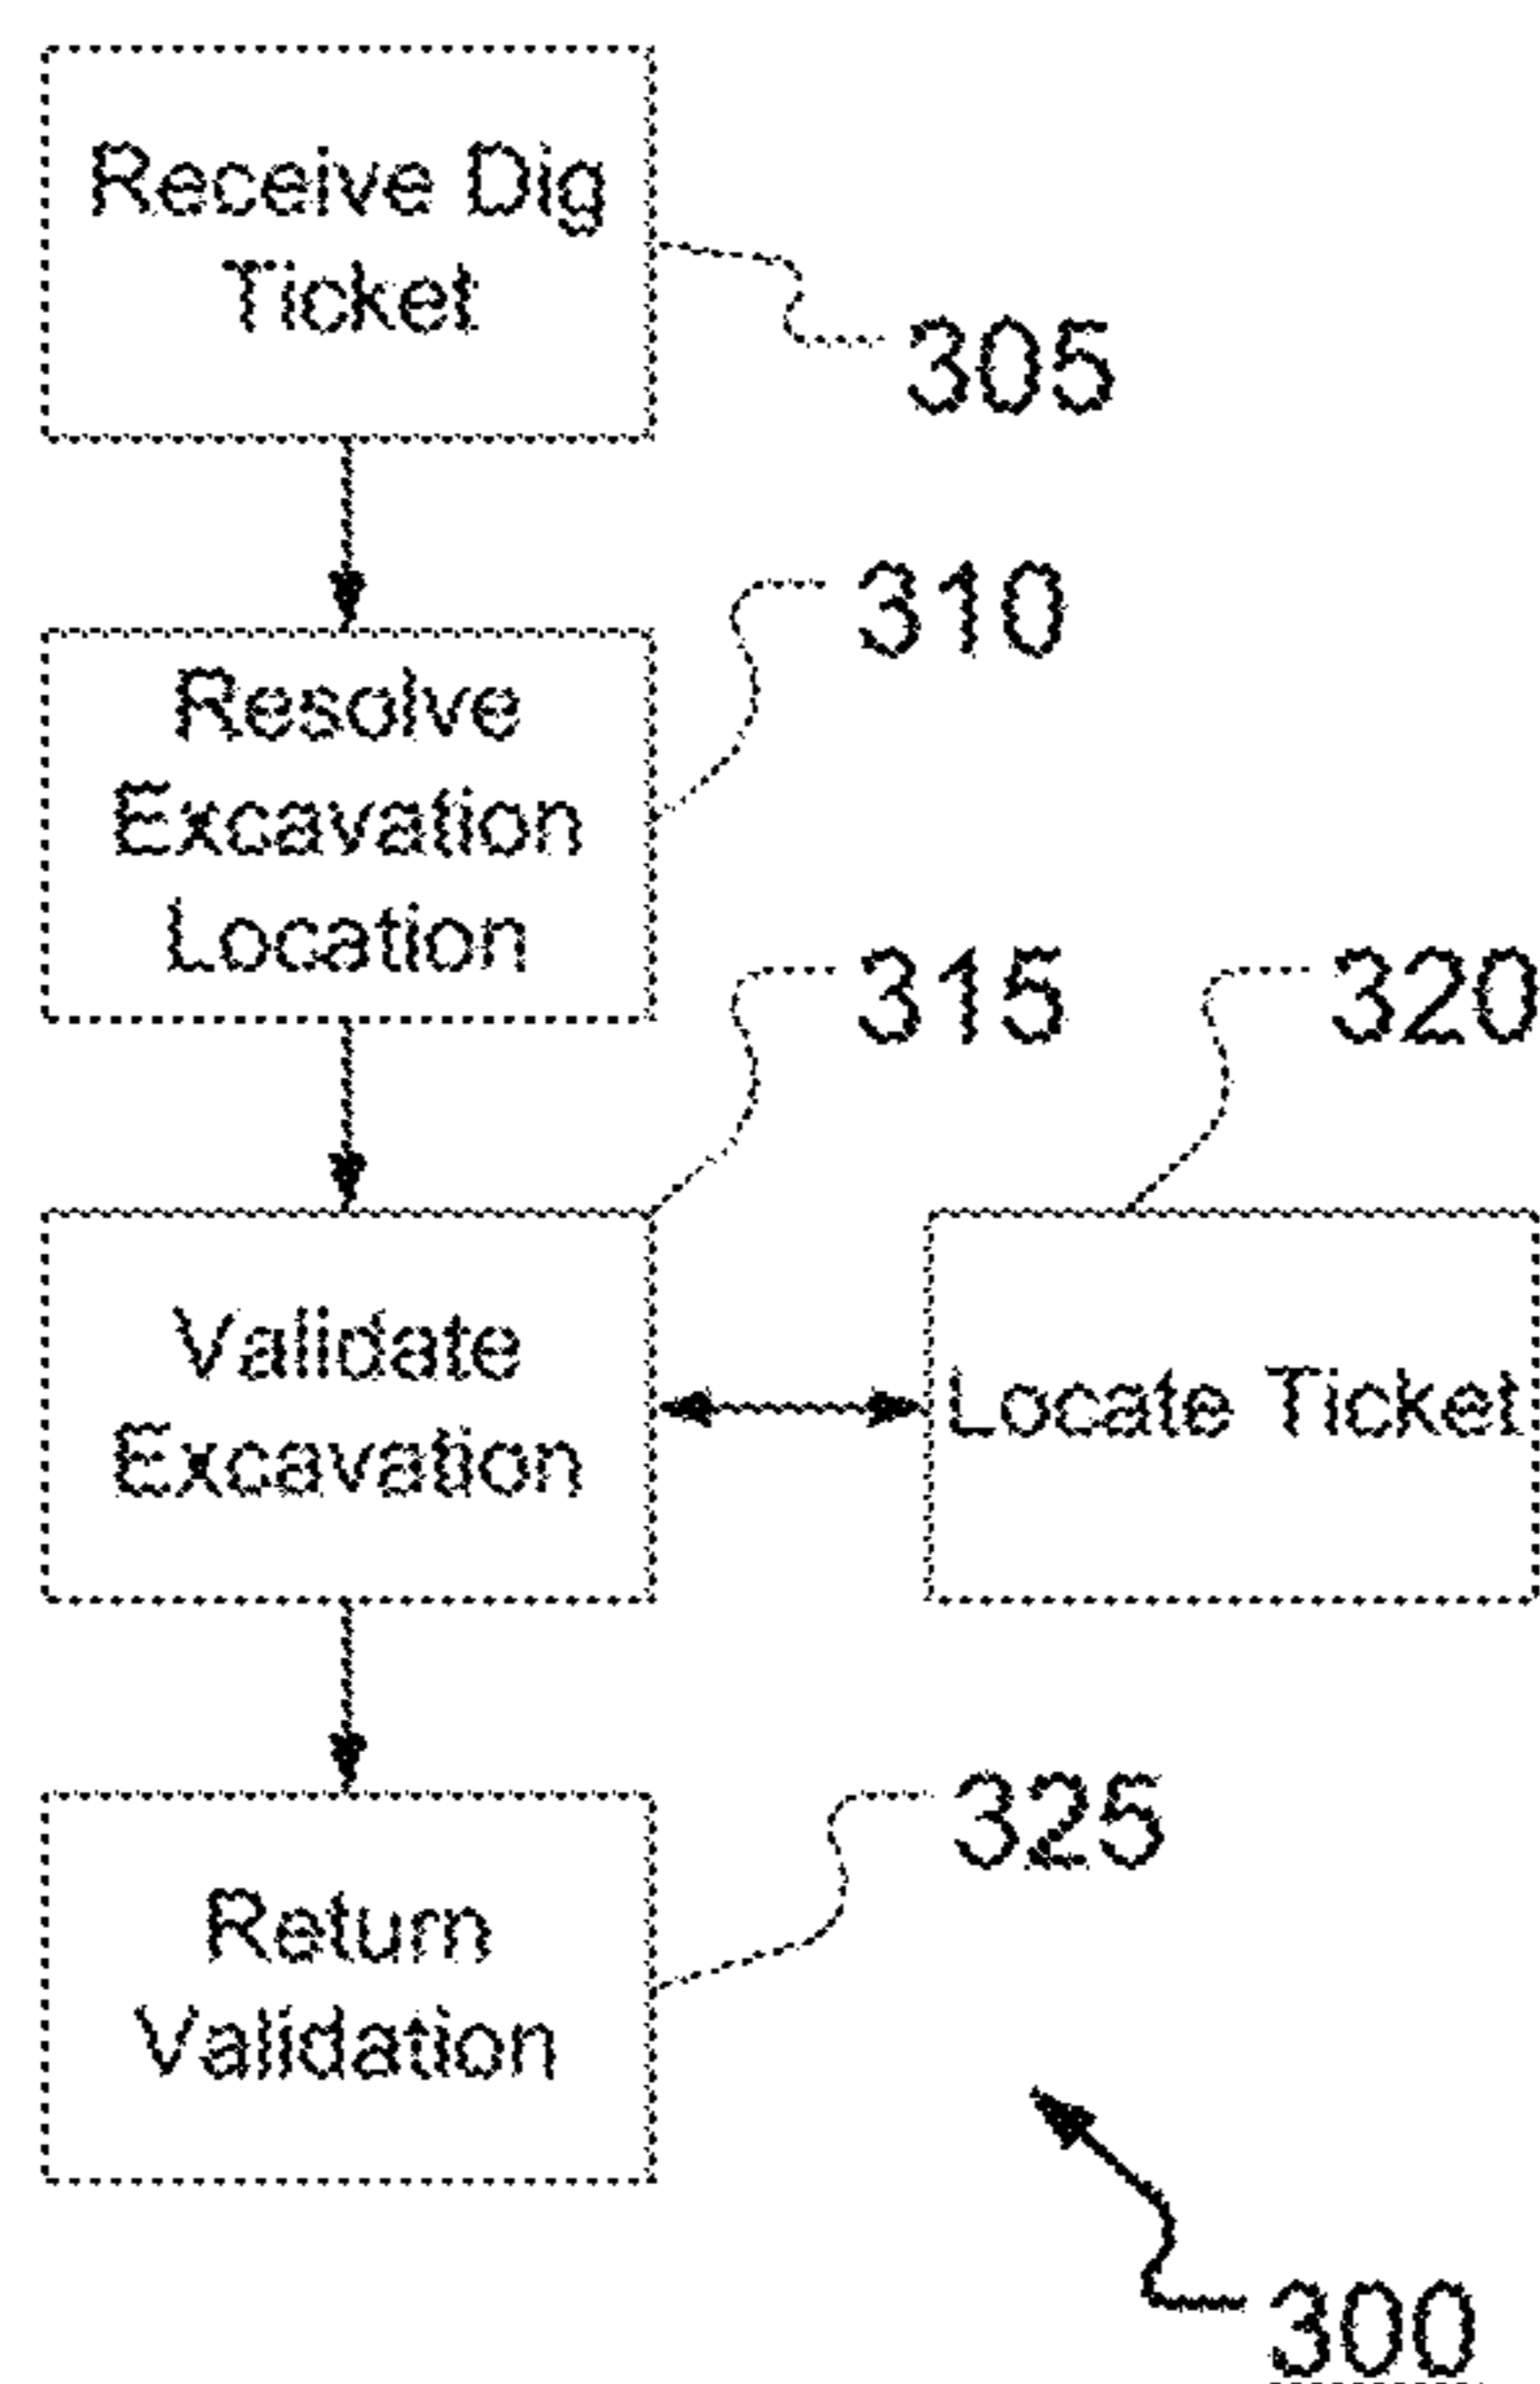 Receive Dig
Ticket
305
310
Resolve
Excavation
Location
315
320
Validate
Excavation
Locate Ticket
325
Return
Validation
300